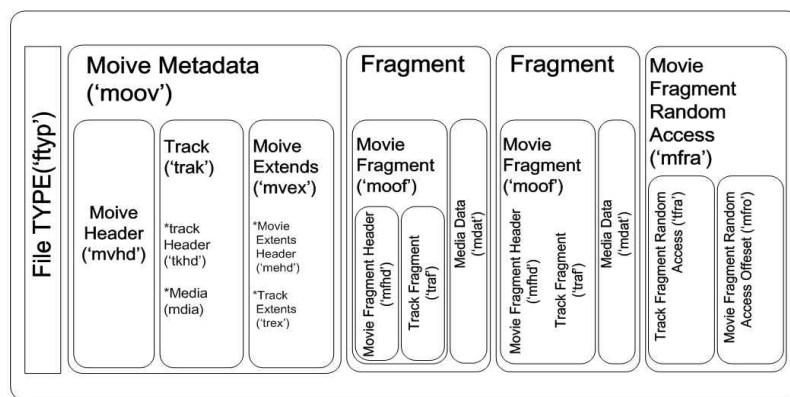 File TYPE('ftyp')
Moive Metadata
('moov')
Moive
Header
('mvhd')
Track
('trak')
*track
Header
('tkhd')
*Media
(mdia)
Moive
Extends
('mvex')
*Movie
Extents
Header
('mehd')
*Track
Extents
('trex')
Fragment
Movie
Fragment
('moof')
Movie Fragment Header
('mfhd')
Track Fragment
('traf')
Media Data
('mdat')
Fragment
Movie
Fragment
('moof')
Movie Fragment Header
('mfhd')
Track Fragment
('traf')
Media Data
('mdat')
Movie
Fragment
Random
Access
('mfra')
Track Fragment Random
Access ('tfra')
Movie Fragment Random
Access Offeset ('mfro')